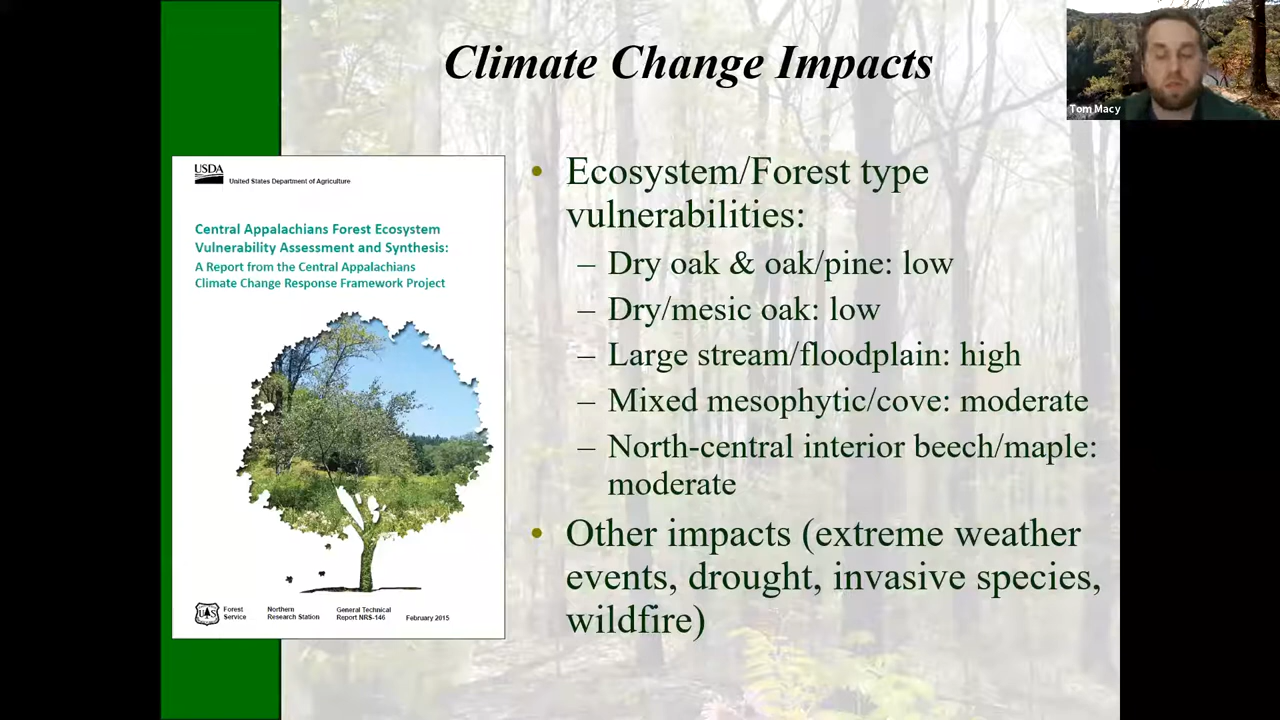 Climate Change Impacts
Tom Macy
USDA
United States Department of Agriculture
Central Appalachians Forest Ecosystem
Vulnerability Assessment and Synthesis:
A Report from the Central Appalachians
Climate Change Response Framework Project
Forest
Service
Northern
Research Station
General Technical
Report NRS-146
February 2015
• Ecosystem/Forest type
vulnerabilities:
– Dry oak & oak/pine: low
– Dry/mesic oak: low
– Large stream/floodplain: high
– Mixed mesophytic/cove: moderate
– North-central interior beech/maple:
moderate
• Other impacts (extreme weather
events, drought, invasive species,
wildfire)